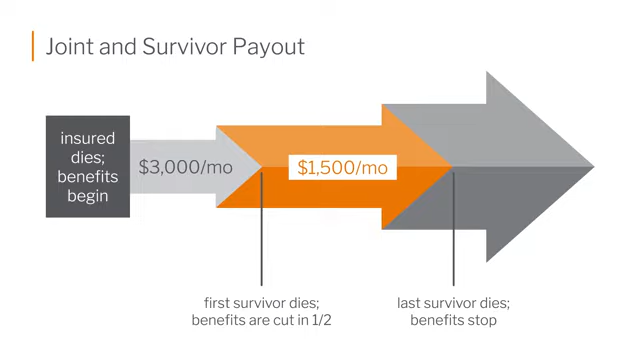 Joint and Survivor Payout
insured
dies;
benefits
begin
$3,000/mo
$1,500/mo
first survivor dies;
benefits are cut in 1/2
last survivor dies;
benefits stop